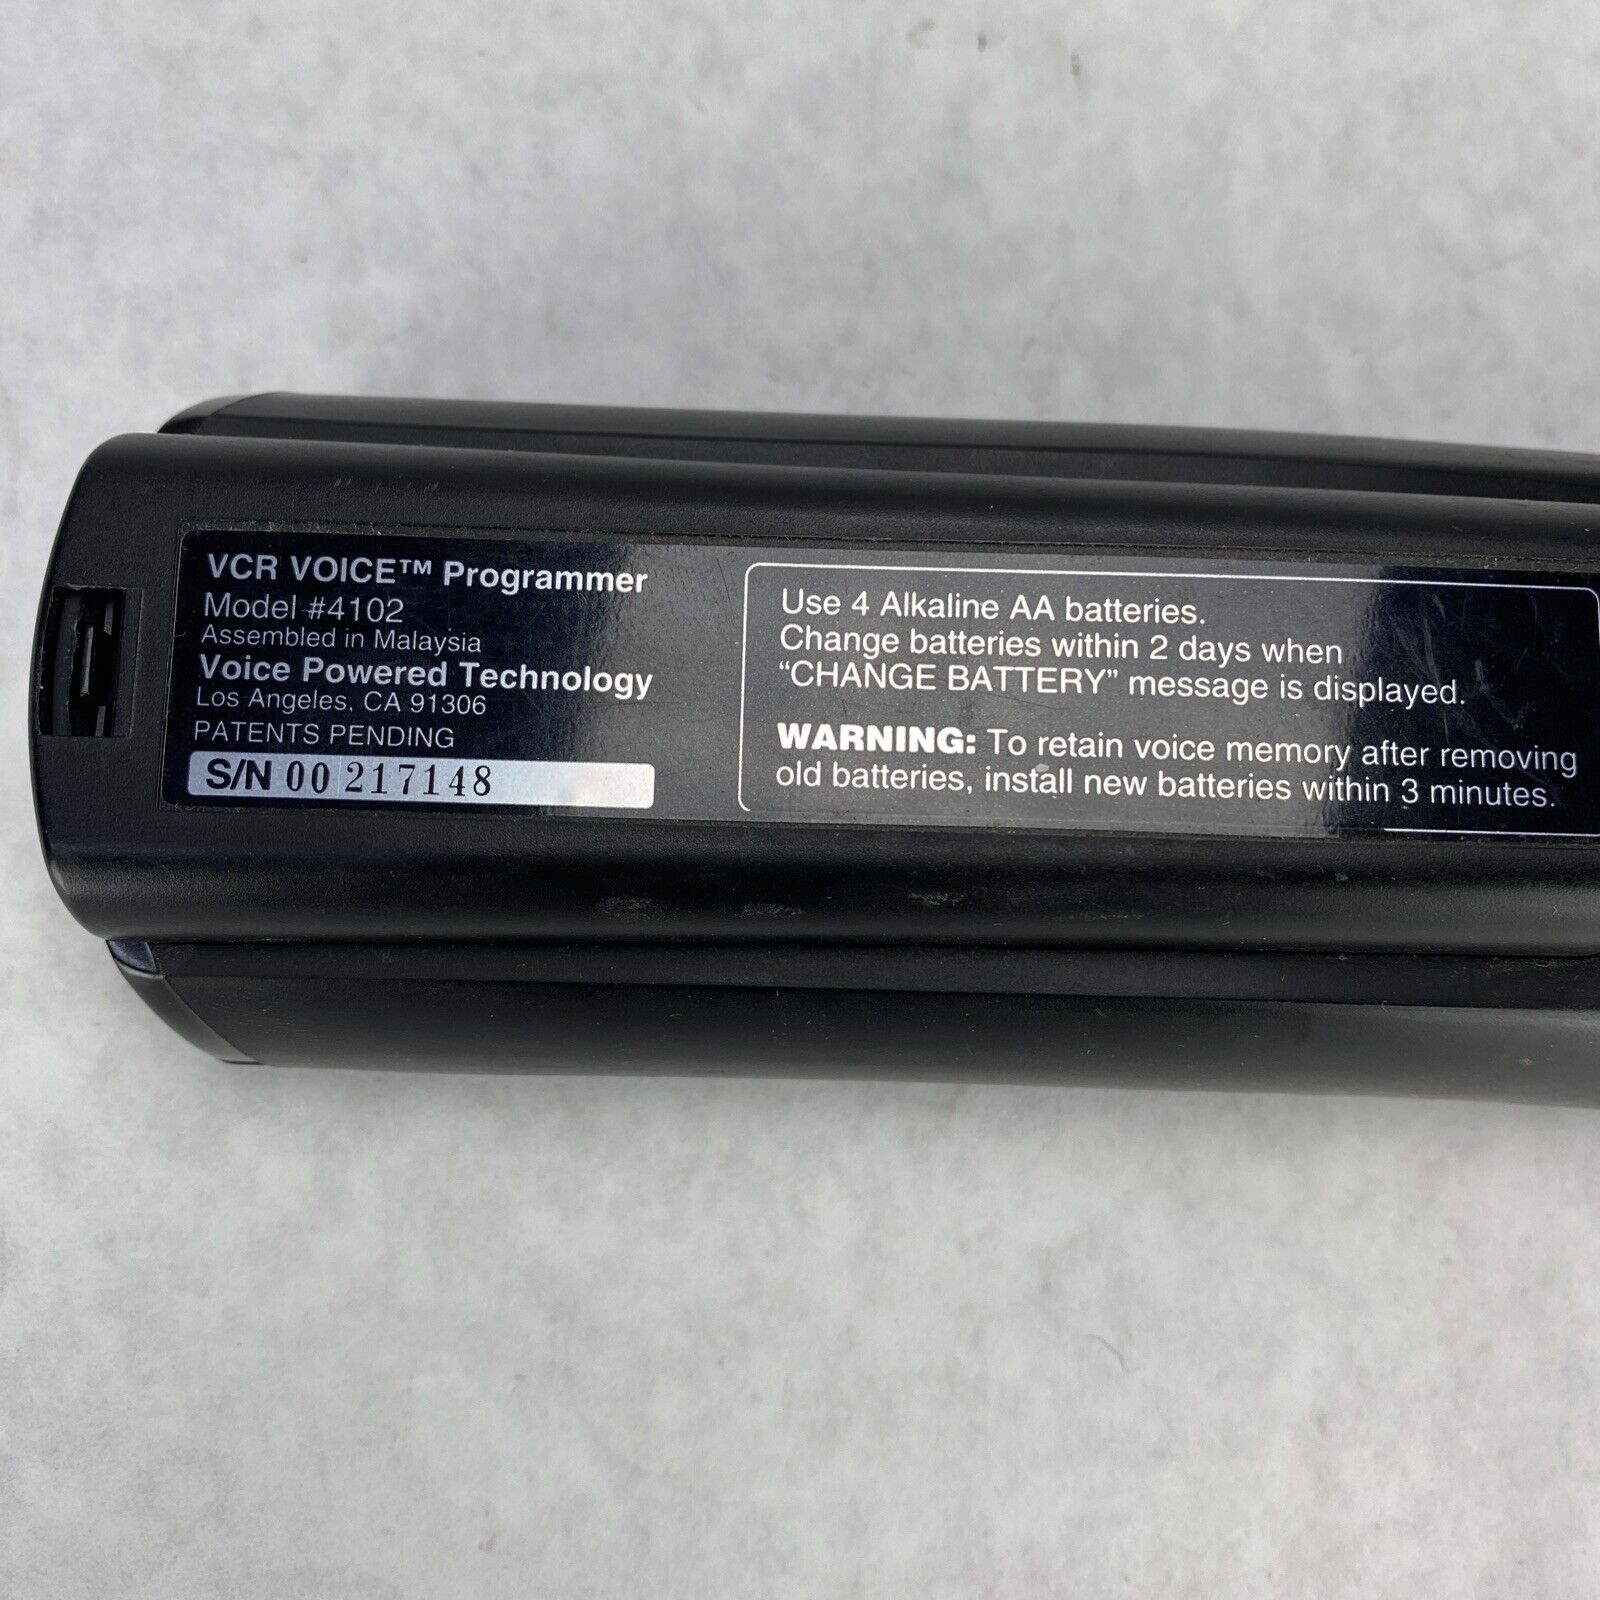 VCR VOICE™ Programmer
Model #4102
Assembled in Malaysia
Voice Powered Technology
Los Angeles, CA 91306
PATENTS PENDING
S/N 00 217148
Use 4 Alkaline AA batteries.
Change batteries within 2 days when
“CHANGE BATTERY” message is displayed.
WARNING: To retain voice memory after removing
old batteries, install new batteries within 3 minutes.